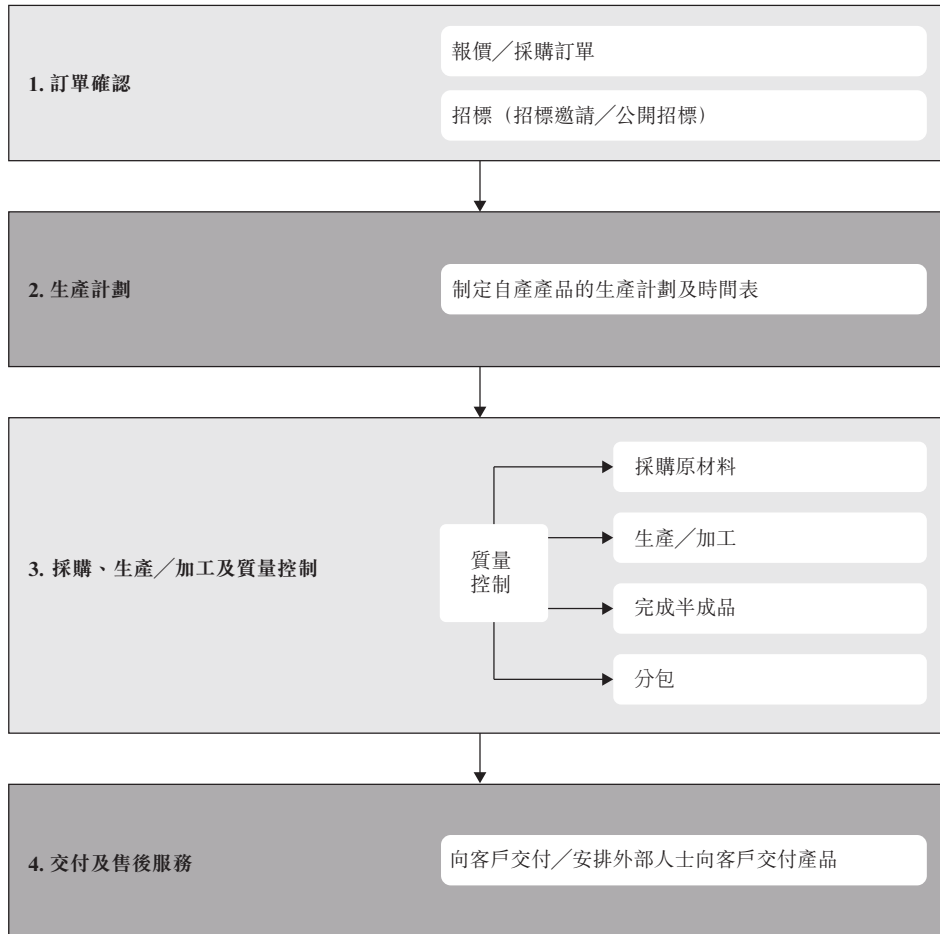 1. 訂單確認
報價／採購訂單
招標（招標邀請／公開招標）
2. 生產計劃
制定自產產品的生產計劃及時間表
3. 採購、生產／加工及質量控制
質量
控制
採購原材料
生產／加工
完成半成品
分包
4. 交付及售後服務
向客戶交付／安排外部人士向客戶交付產品